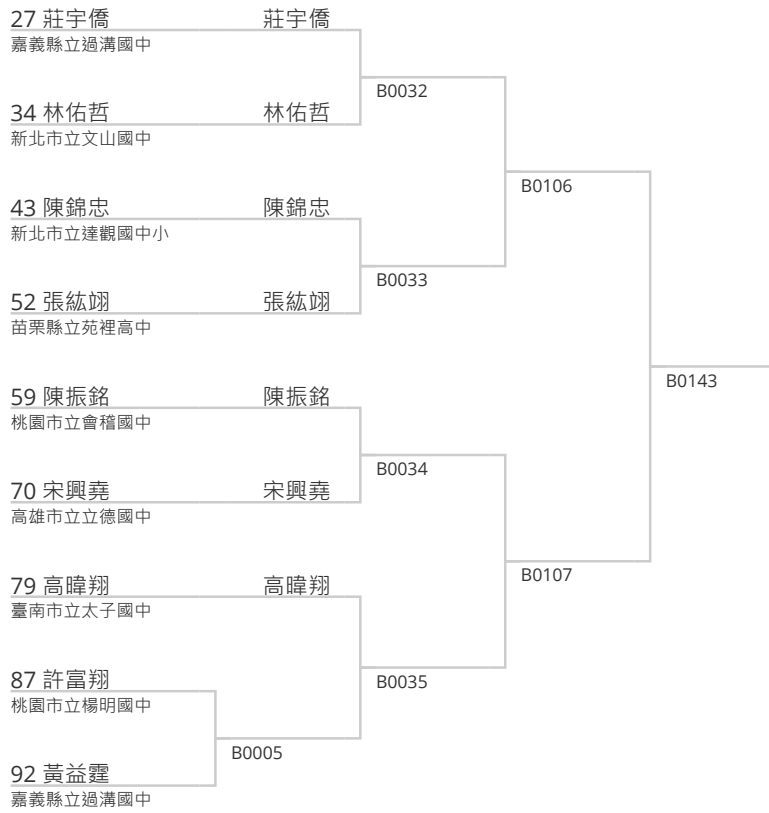 27 莊宇僑 莊宇僑
嘉義縣立過溝國中
B0032
34 林佑哲 林佑哲
新北市立文山國中
B0106
43 陳錦忠 陳錦忠
新北市立達觀國中小
B0033
52 張紘翊 張紘翊
苗栗縣立苑裡高中
B0143
59 陳振銘 陳振銘
桃園市立會稽國中
B0034
70 宋興堯 宋興堯
高雄市立立德國中
B0107
79 高暐翔 高暐翔
臺南市立太子國中
87 許富翔
B0035
桃園市立楊明國中
B0005
92 黃益霆
嘉義縣立過溝國中